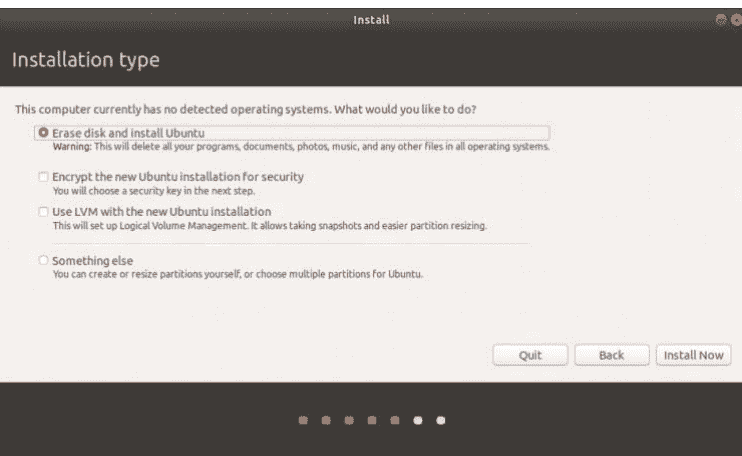 Install
Installation type
This computer currently has no detected operating systems. What would you like to do?
Erase disk and install Ubuntu
Warning: This will delete all your programs, documents, photos, music, and any other files in all operating systems.
Encrypt the new Ubuntu installation for security
You will choose a security key in the next step.
Use LVM with the new Ubuntu installation
This will set up Logical Volume Management. It allows taking snapshots and easier partition resizing.
Something else
You can create or resize partitions yourself, or choose multiple partitions for Ubuntu.
Quit Back Install Now